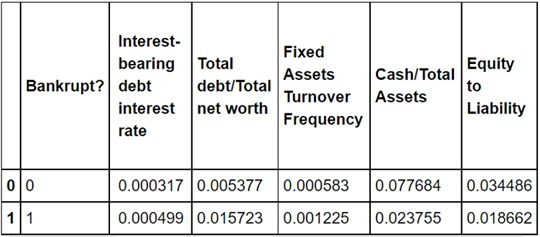 Bankrupt?
Interest-
bearing
debt
interest
rate
Total
debt/Total
net worth
Fixed
Assets
Turnover
Frequency
Cash/Total
Assets
Equity
to
Liability
0 0 0.000317 0.005377 0.000583 0.077684 0.034486
1 1 0.000499 0.015723 0.001225 0.023755 0.018662